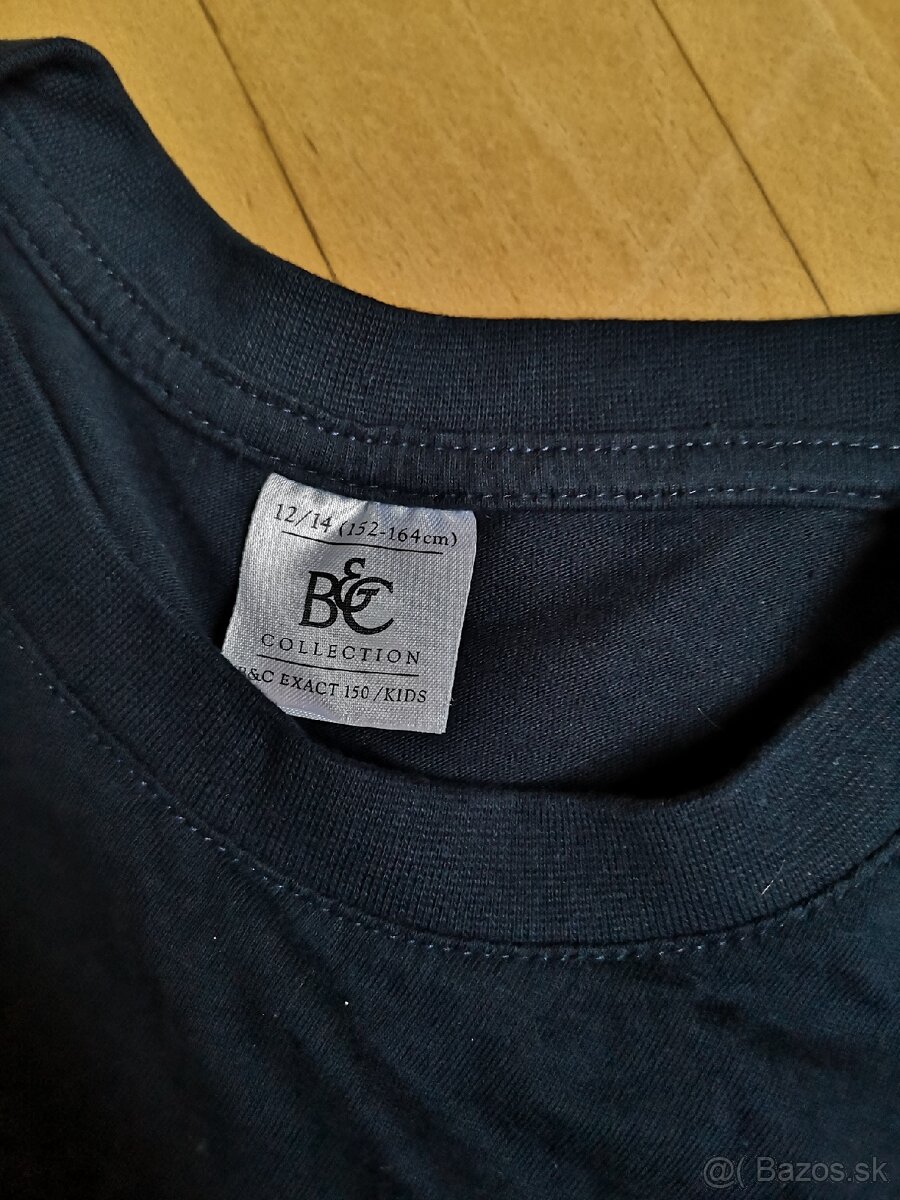 12/14 (152-164cm)
B&C
COLLECTION
B&C EXACT 150 /KIDS
@( Bazos.sk